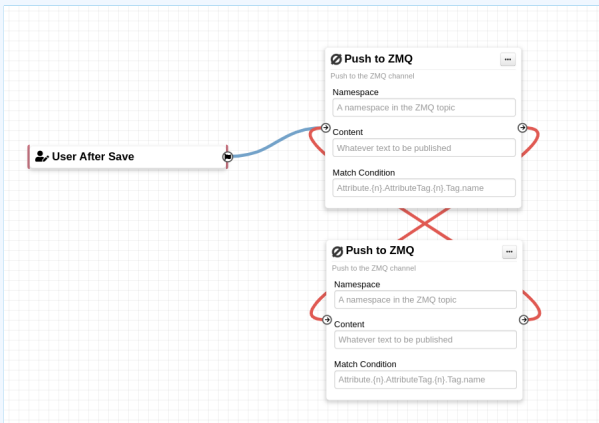 User After Save
Push to ZMQ
Push to the ZMQ channel
Namespace
A namespace in the ZMQ topic
Content
Whatever text to be published
Match Condition
Attribute.{n}.AttributeTag.{n}.Tag.name
Push to ZMQ
Push to the ZMQ channel
Namespace
A namespace in the ZMQ topic
Content
Whatever text to be published
Match Condition
Attribute.{n}.AttributeTag.{n}.Tag.name